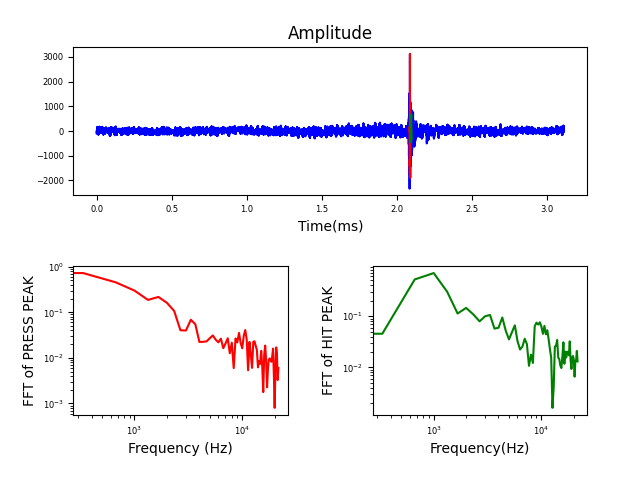 Amplitude
3000
2000
1000
0
−1000
−2000
0.0 0.5 1.0 1.5 2.0 2.5 3.0
Time(ms)
FFT of PRESS PEAK
10⁰
10⁻¹
10⁻²
10⁻³
10³ 10⁴
Frequency (Hz)
FFT of HIT PEAK
10⁻¹
10⁻²
10³ 10⁴
Frequency(Hz)